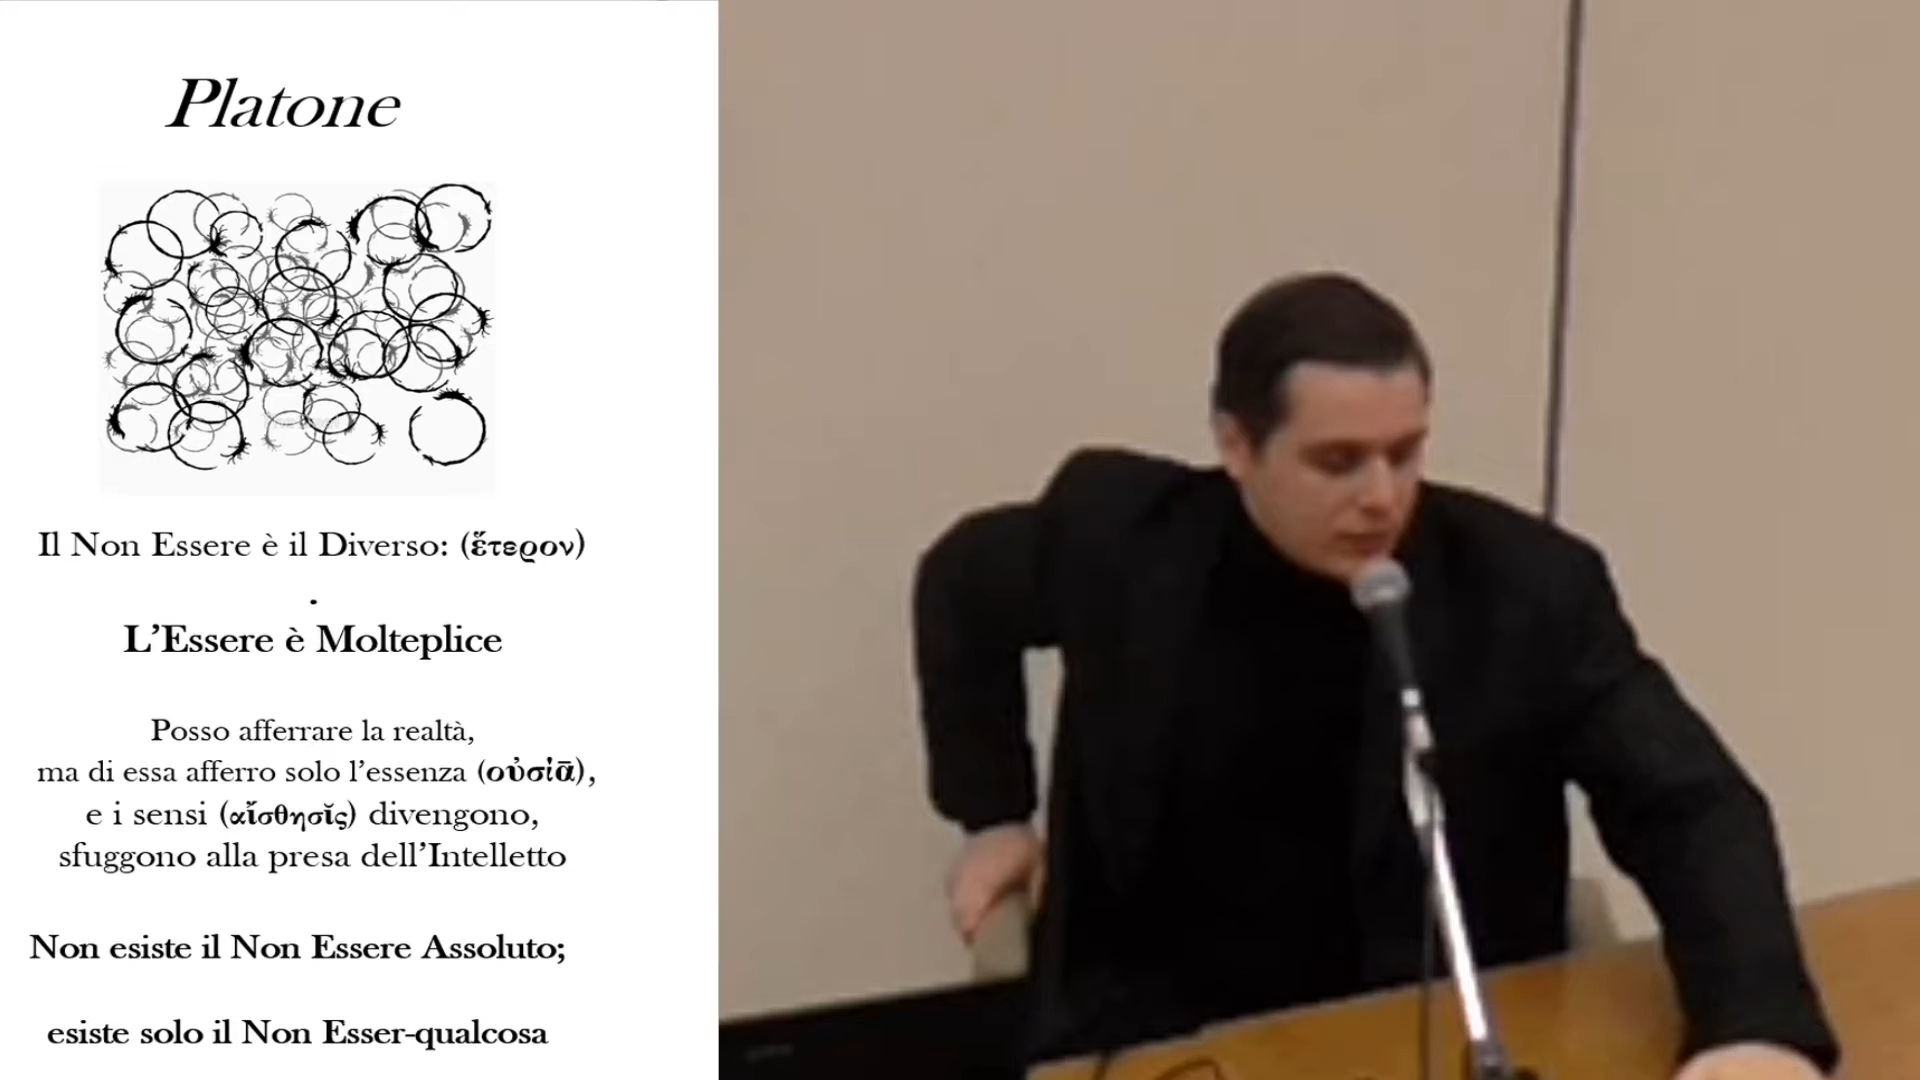 Platone
Il Non Essere è il Diverso: (ἕτερον)
.
L’Essere è Molteplice
Posso afferrare la realtà,
ma di essa afferro solo l’essenza (οὐσίᾱ),
e i sensi (αἴσθησῐς) divengono,
sfuggono alla presa dell’Intelletto
Non esiste il Non Essere Assoluto;
esiste solo il Non Esser-qualcosa